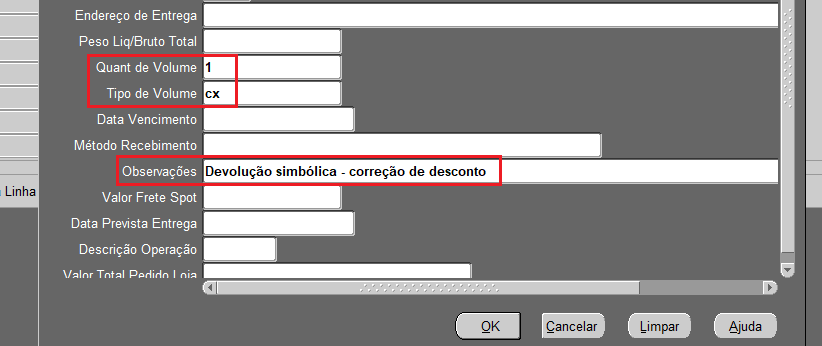 Endereço de Entrega
Peso Liq/Bruto Total
Quant de Volume 1
Tipo de Volume cx
Data Vencimento
Método Recebimento
Observações Devolução simbólica - correção de desconto
Linha
Valor Frete Spot
Data Prevista Entrega
Descrição Operação
Valor Total Pedido Loja
OK Cancelar Limpar Ajuda